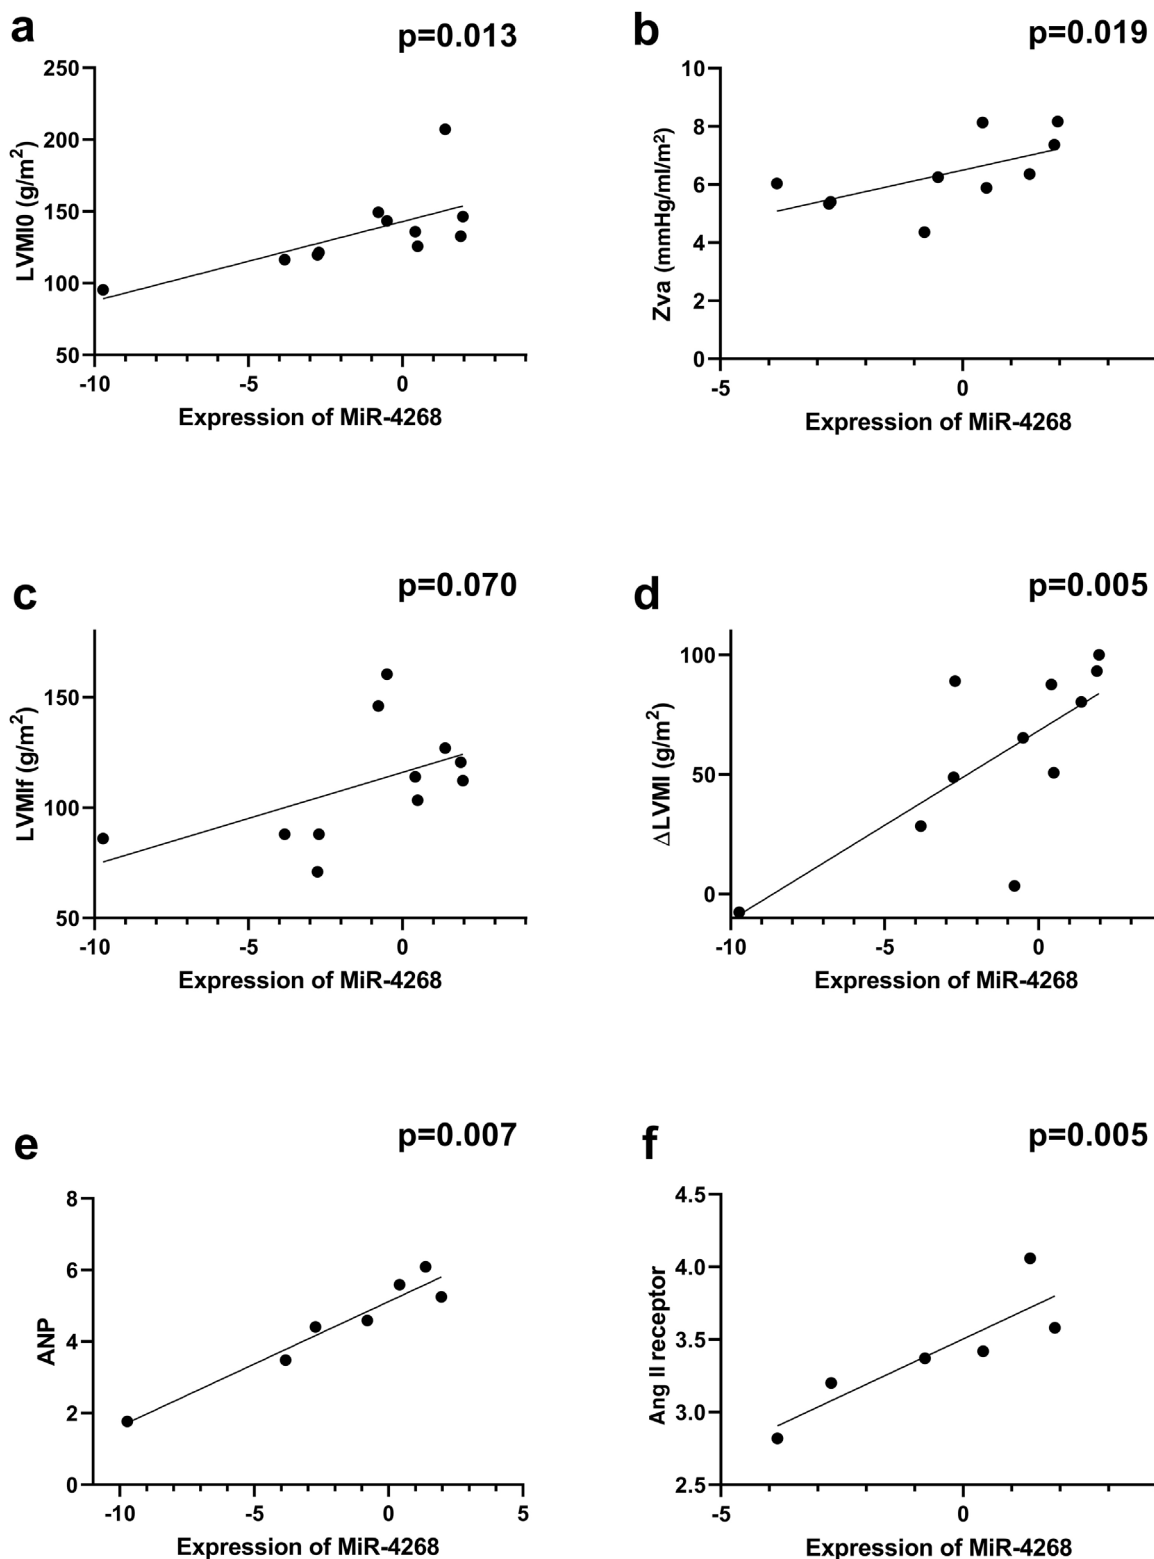 a
p=0.013
250
200
150
100
50
LVMI0 (g/m²)
-10
-5
0
Expression of MiR-4268
b
p=0.019
10
8
6
4
2
0
Zva (mmHg/ml/m²)
-5
0
Expression of MiR-4268
c
p=0.070
150
100
50
LVMIf (g/m²)
-10
-5
0
Expression of MiR-4268
d
p=0.005
100
50
0
ΔLVMI (g/m²)
-10
-5
0
Expression of MiR-4268
e
p=0.007
8
6
4
2
0
ANP
-10
-5
0
5
Expression of MiR-4268
f
p=0.005
4.5
4.0
3.5
3.0
2.5
Ang II receptor
-5
0
Expression of MiR-4268